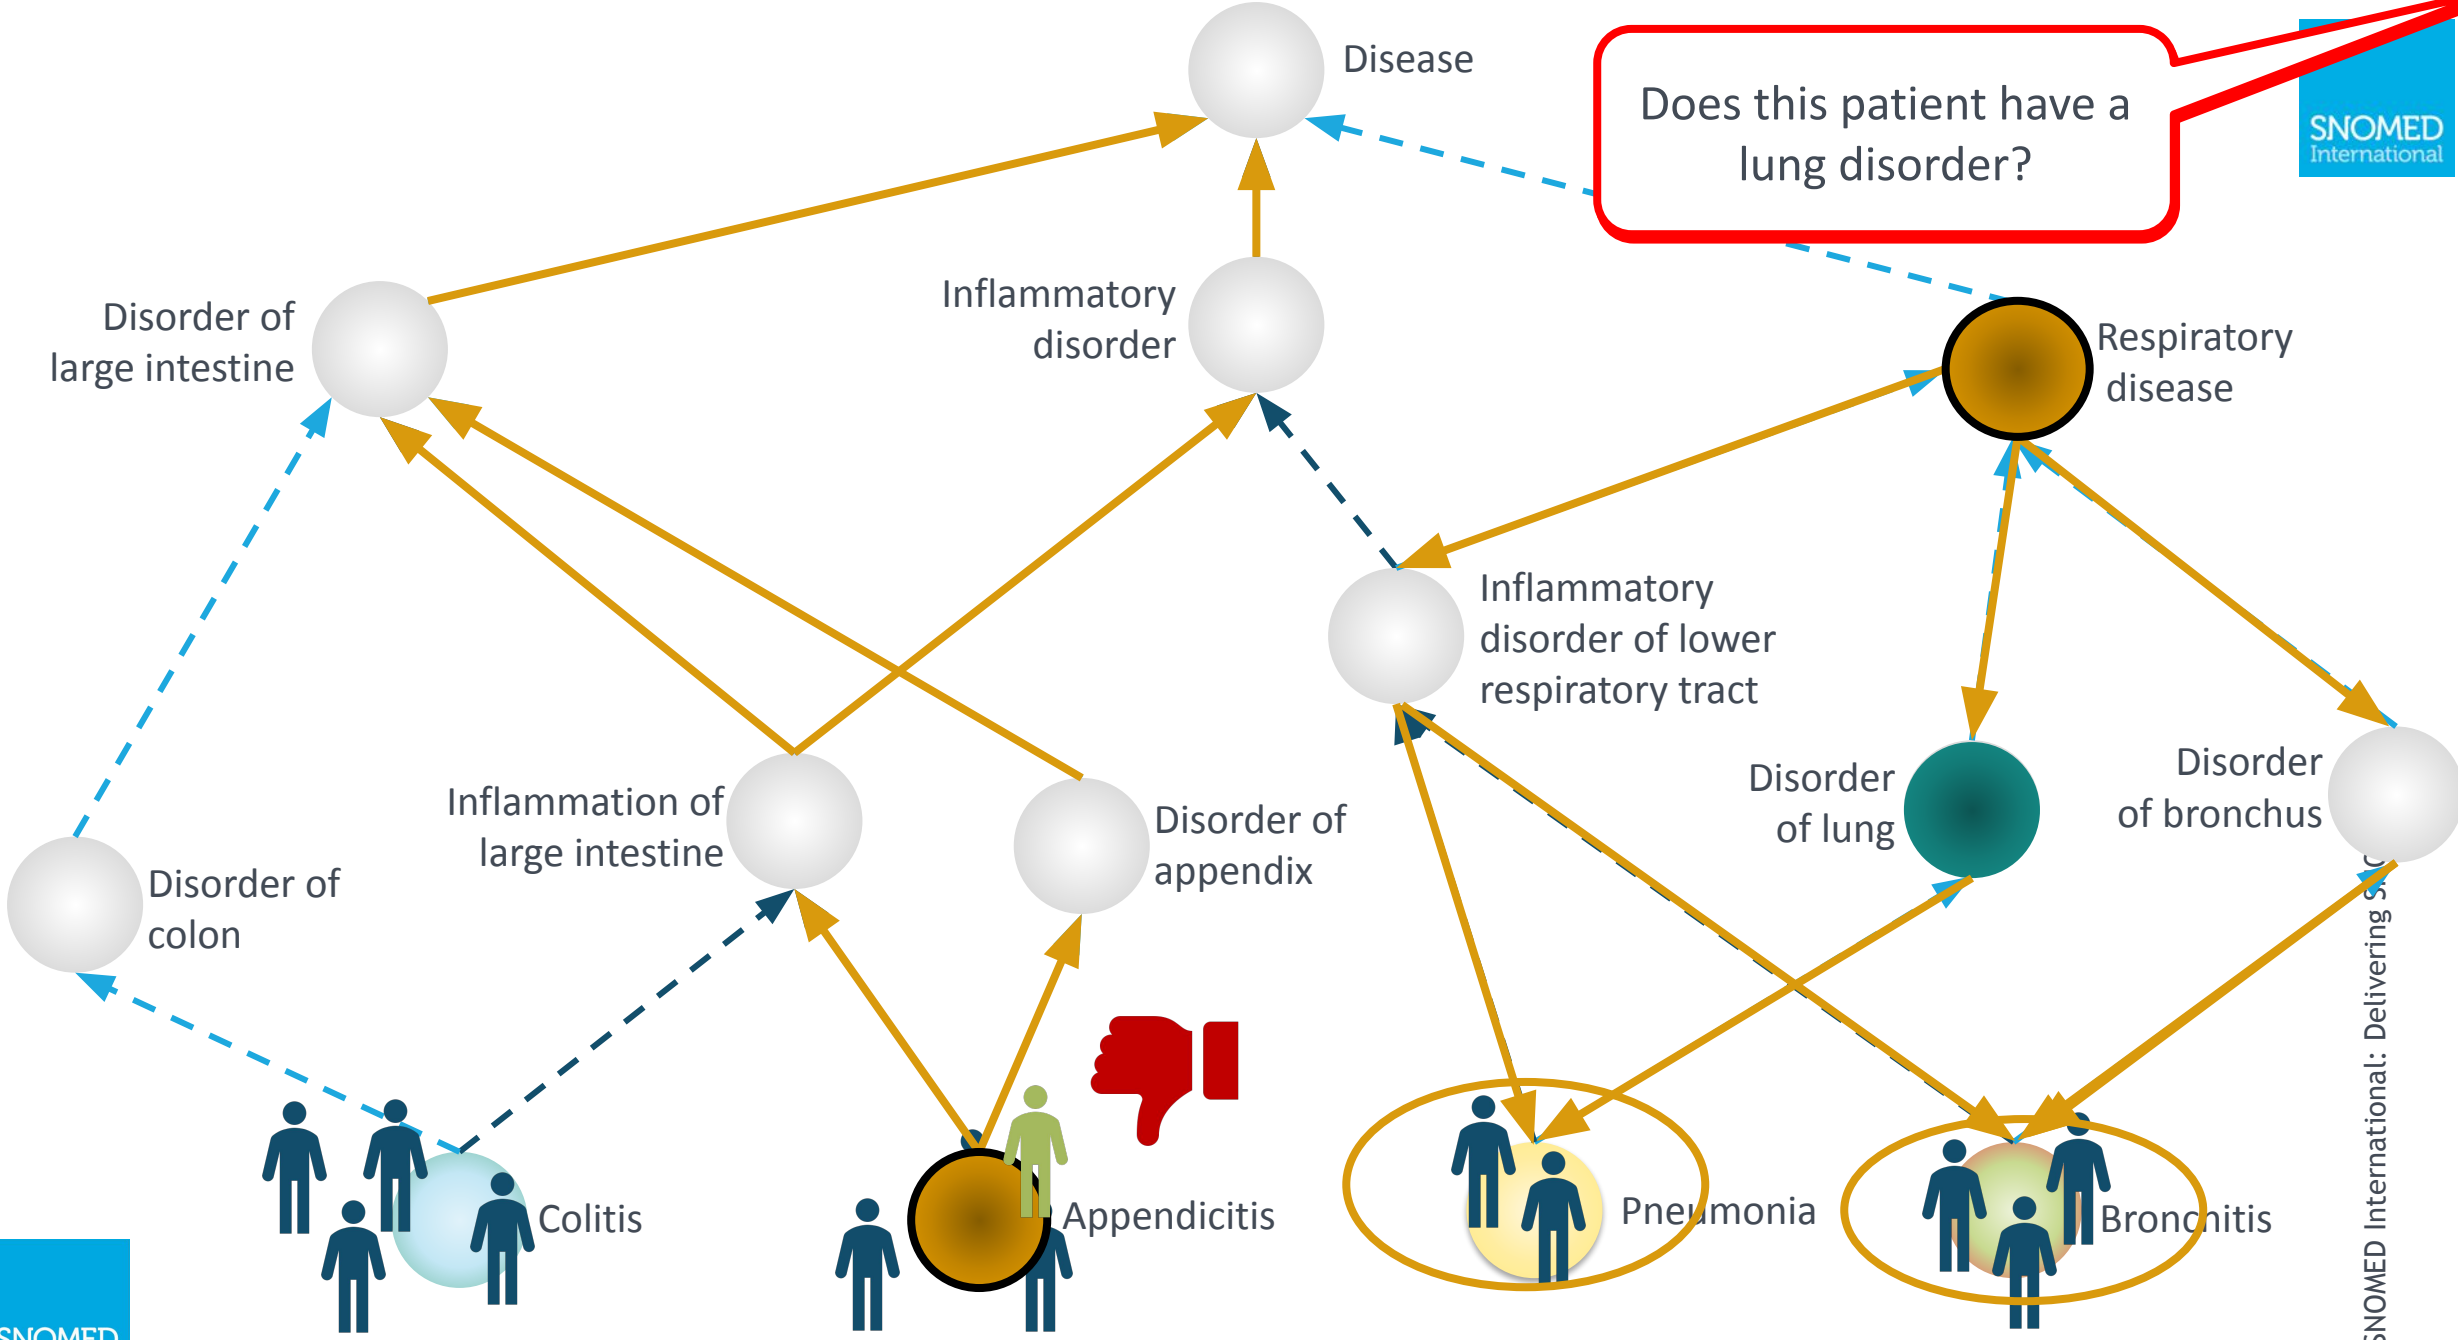 Disease
Does this patient have a
lung disorder?
SNOMED
International
Disorder of
large intestine
Inflammatory
disorder
Respiratory
disease
Inflammatory
disorder of lower
respiratory tract
Disorder
of lung
Disorder
of bronchus
Inflammation of
large intestine
Disorder of
appendix
Disorder of
colon
Colitis
Appendicitis
Pneumonia
Bronchitis
SNOMED International: Delivering
SNOMED